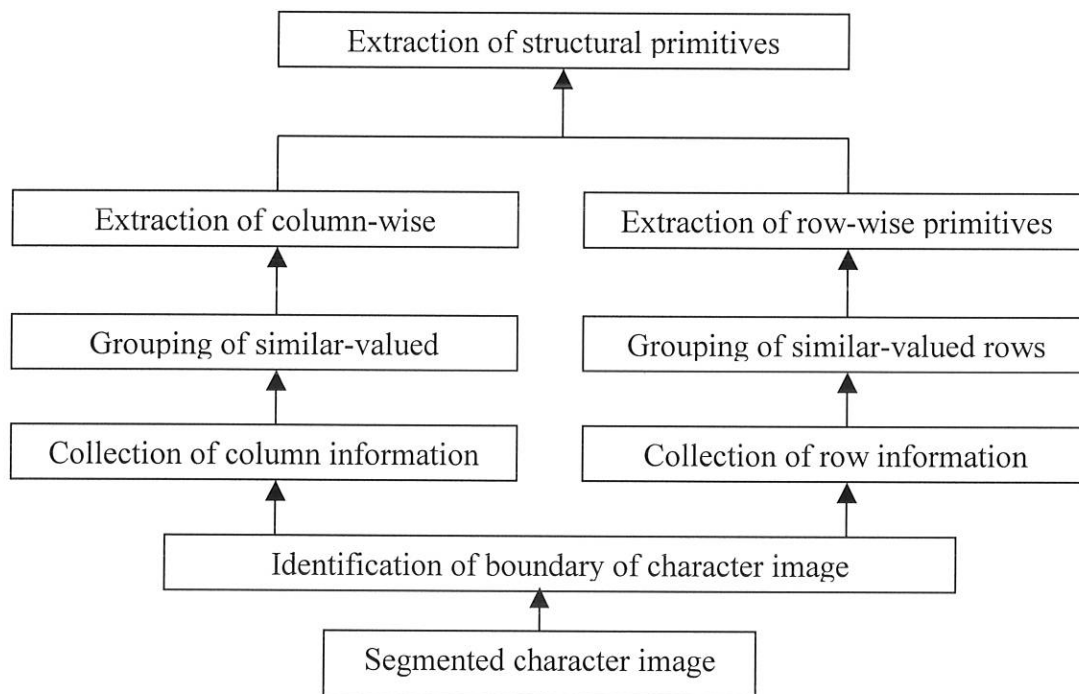 Extraction of structural primitives
Extraction of column-wise
Extraction of row-wise primitives
Grouping of similar-valued
Grouping of similar-valued rows
Collection of column information
Collection of row information
Identification of boundary of character image
Segmented character image